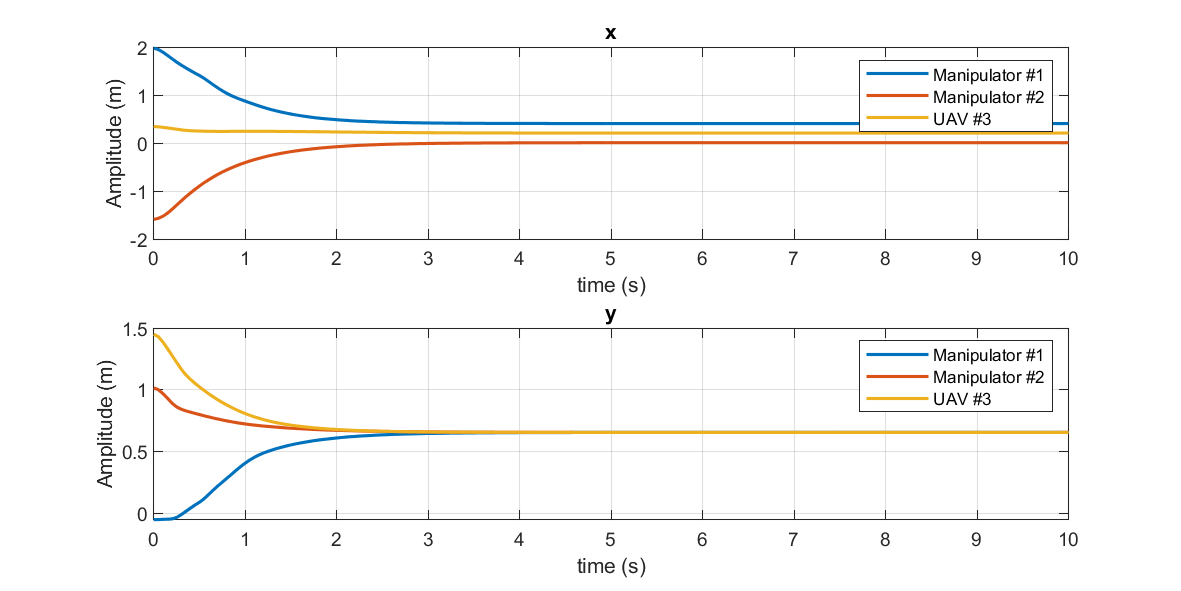 x
Amplitude (m)
2
1
0
-1
-2
Manipulator #1
Manipulator #2
UAV #3
0 1 2 3 4 5 6 7 8 9 10
time (s)
y
Amplitude (m)
1.5
1
0.5
0
Manipulator #1
Manipulator #2
UAV #3
0 1 2 3 4 5 6 7 8 9 10
time (s)